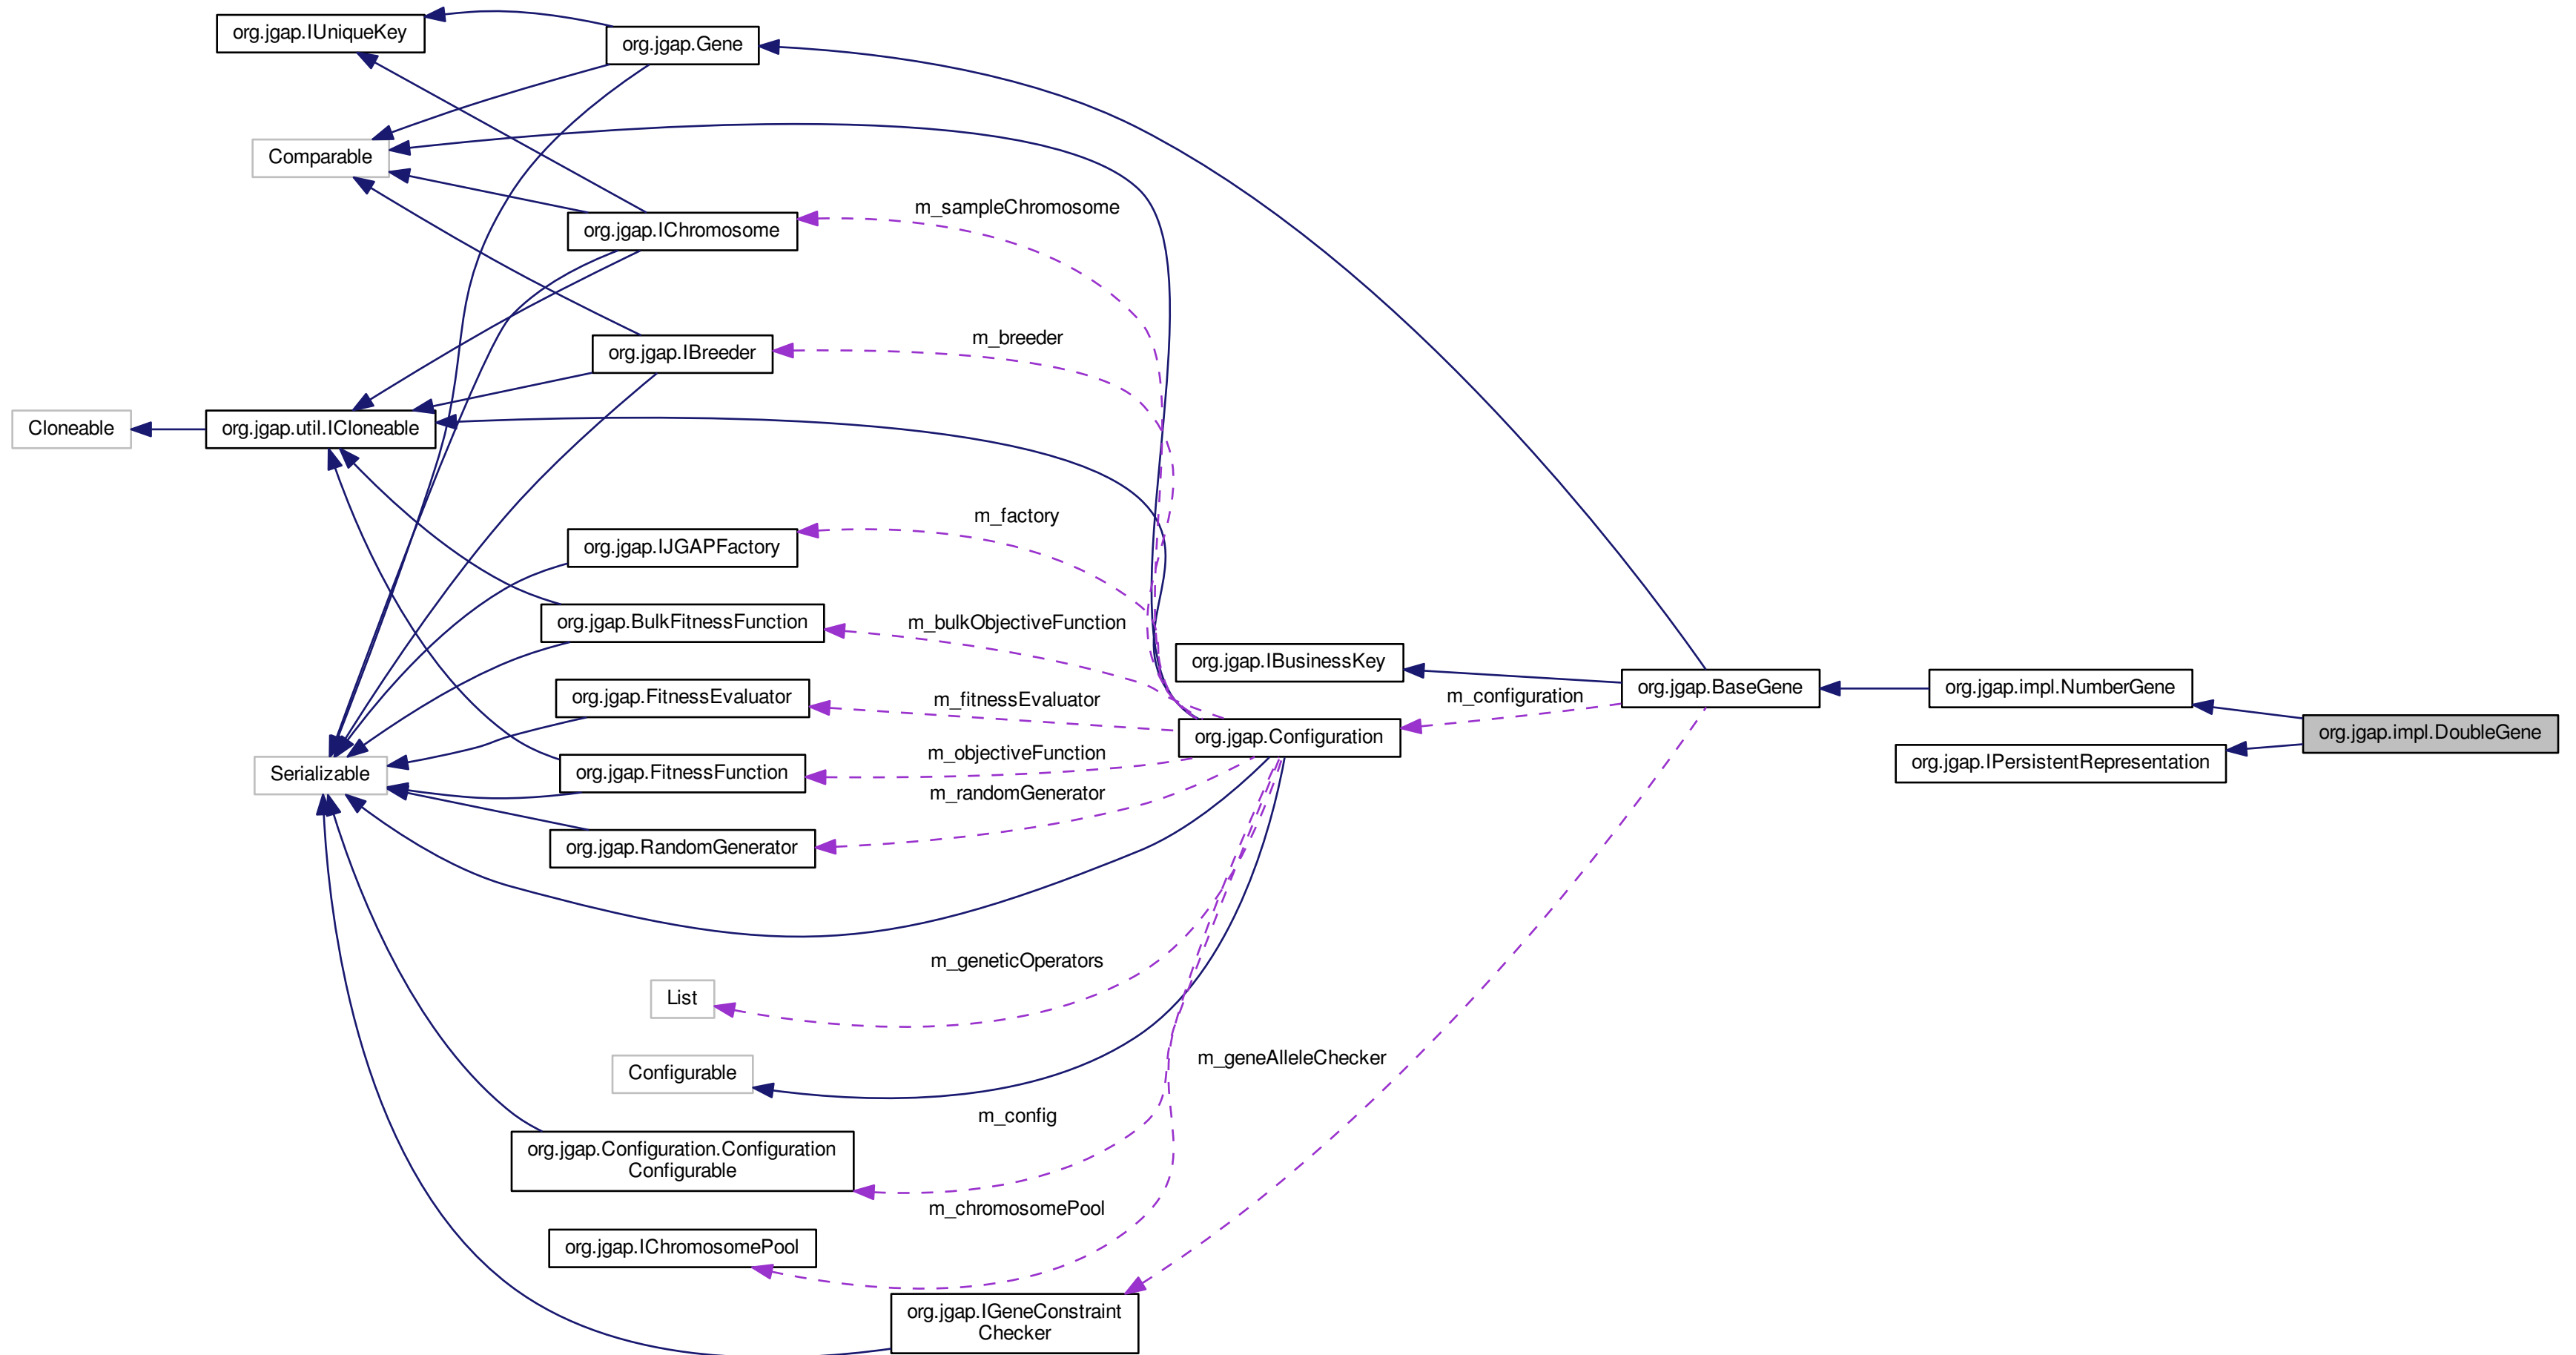 org.jgap.IUniqueKey
org.jgap.Gene
Comparable
m_sampleChromosome
org.jgap.IChromosome
m_breeder
org.jgap.IBreeder
Cloneable
org.jgap.util.ICloneable
m_factory
org.jgap.IJGAPFactory
org.jgap.BulkFitnessFunction
m_bulkObjectiveFunction
org.jgap.IBusinessKey
org.jgap.BaseGene
org.jgap.impl.NumberGene
org.jgap.FitnessEvaluator
m_fitnessEvaluator
m_configuration
org.jgap.Configuration
org.jgap.impl.DoubleGene
m_objectiveFunction
org.jgap.IPersistentRepresentation
Serializable
org.jgap.FitnessFunction
m_randomGenerator
org.jgap.RandomGenerator
m_geneticOperators
List
m_geneAlleleChecker
Configurable
m_config
org.jgap.Configuration.Configuration
Configurable
m_chromosomePool
org.jgap.IChromosomePool
org.jgap.IGeneConstraint
Checker